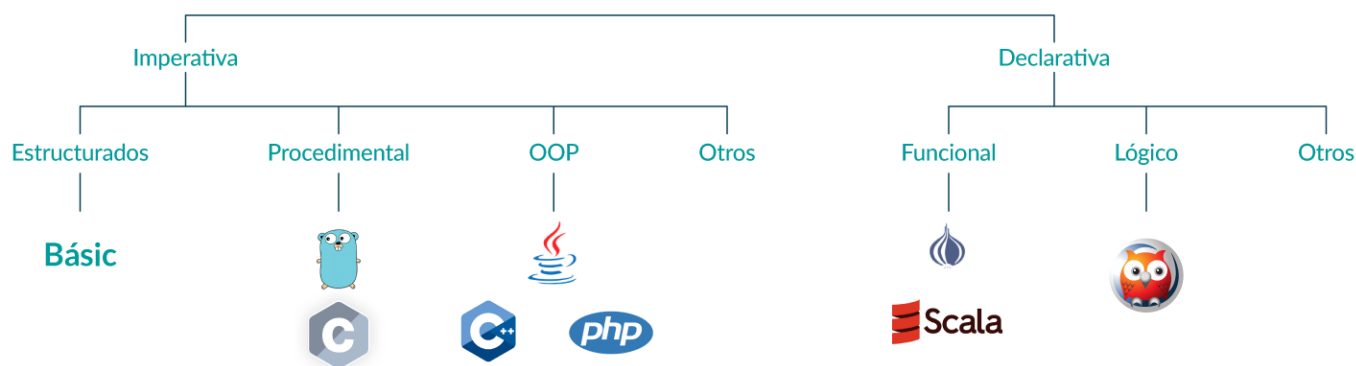 Imperativa
Declarativa
Estructurados
Procedimental
OOP
Otros
Funcional
Lógico
Otros
Básic
C
C++
php
Scala